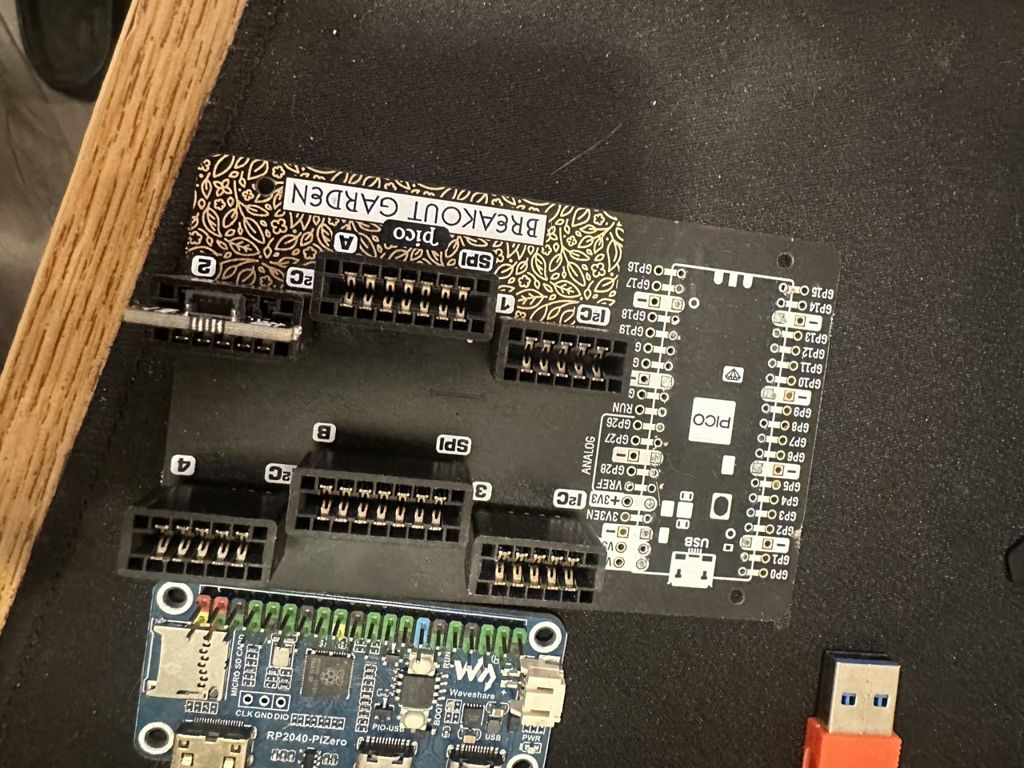 BREAKOUT GARDEN
pico
2
I²C
A
SPI
1
I²C
4
I²C
B
SPI
3
I²C
GP16
GP17
GP18
GP19
G
G
G
RUN
GP26
GP27
ANALOG
GP28
VREF
+3V3
3V3EN
GP15
GP14
GP13
GP12
GP11
GP10
GP9
GP8
GP7
GP6
GP5
GP4
GP3
GP2
GP1
GP0
PICO
USB
MICRO SD CARD
CLK GND DIO
RP2040-PiZero
PIO-USB
RUN
BOOT
Waveshare
USB
PWR